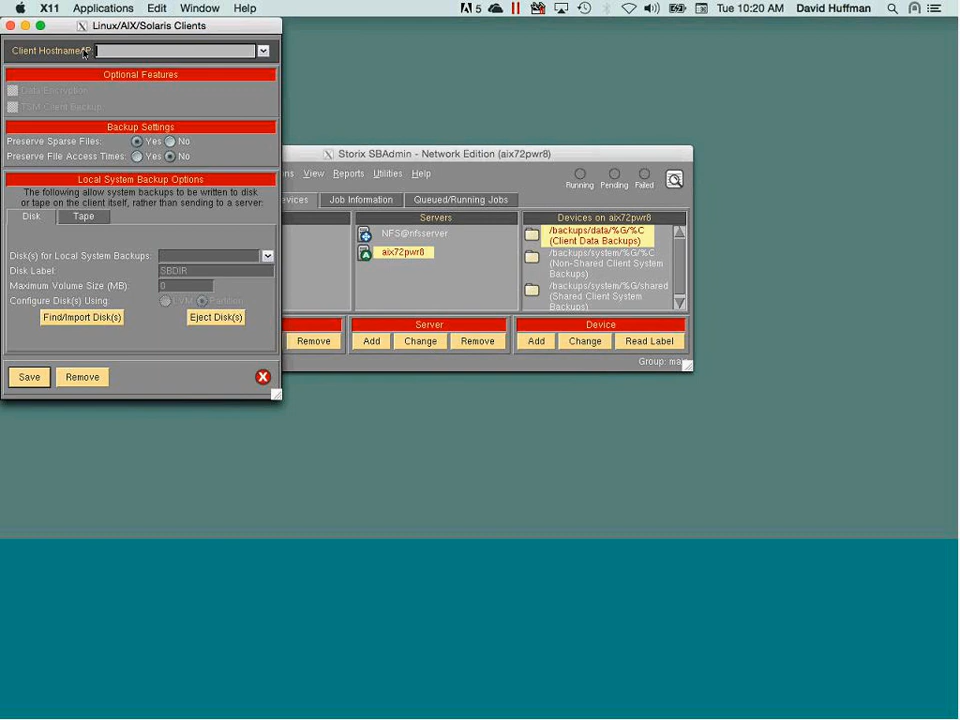 X11 Applications Edit Window Help
5 Tue 10:20 AM David Huffman
Linux/AIX/Solaris Clients
Client Hostname/IP:
Optional Features
Data Encryption
TSM Client Backup
Backup Settings
Preserve Sparse Files: Yes No
Preserve File Access Times: Yes No
Local System Backup Options
The following allow system backups to be written to disk
or tape on the client itself, rather than sending to a server:
Disk Tape
Disk(s) for Local System Backups:
Disk Label: SBDIR
Maximum Volume Size (MB): 0
Configure Disk(s) Using: LVM Partition
Find/Import Disk(s) Eject Disk(s)
Save Remove
Storix SBAdmin - Network Edition (aix72pwr8)
View Reports Utilities Help
Running Pending Failed
Job Information Queued/Running Jobs
Servers
NFS@nfsserver
aix72pwr8
Devices on aix72pwr8
/backups/data/%G/%C
(Client Data Backups)
/backups/system/%G/%C
(Non-Shared Client System
Backups)
/backups/system/%G/shared
(Shared Client System
Backups)
Server Device
Remove Add Change Remove Add Change Read Label
Group: